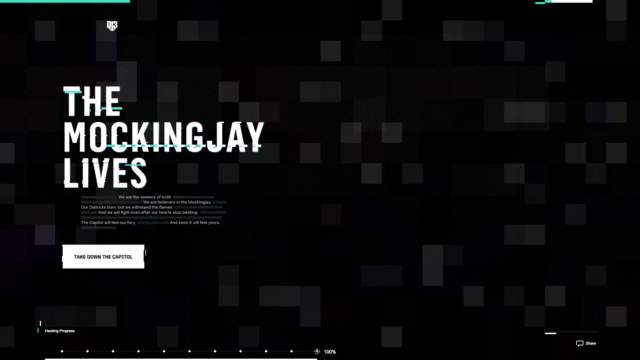 D13
THE
MOCKINGJAY
LIVES
We are the seekers of truth.
We are believers in the Mockingjay.
Our Districts burn, but we withstand the flames.
And we will fight even after our hearts stop beating.
The Capitol will feel our fury. And soon it will feel yours.
TAKE DOWN THE CAPITOL
Hacking Progress
Share
100%